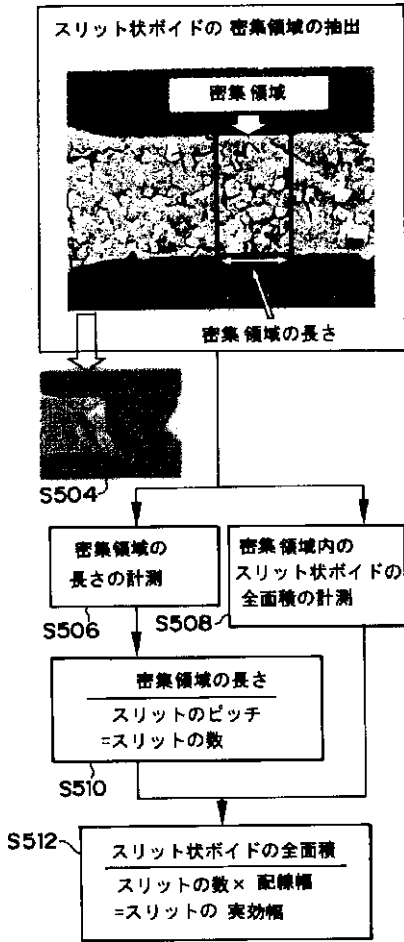 スリット状ボイドの密集領域の抽出
密集領域
密集領域の長さ
S504
密集領域の
長さの計測
S506
密集領域内の
スリット状ボイドの
全面積の計測
S508
密集領域の長さ
スリットのピッチ
=スリットの数
S510
S512
スリット状ボイドの全面積
スリットの数× 配線幅
=スリットの 実効幅